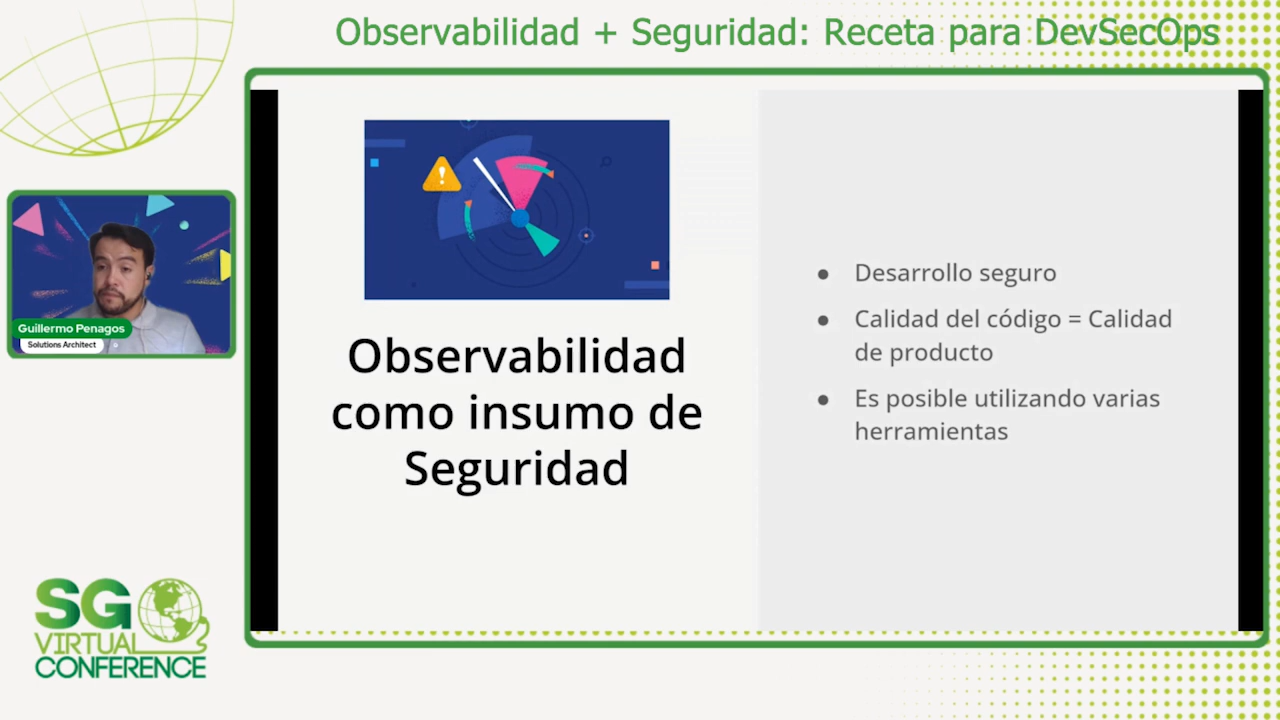 Observabilidad + Seguridad: Receta para DevSecOps
Guillermo Penagos
Solutions Architect
Observabilidad
como insumo de
Seguridad
● Desarrollo seguro
● Calidad del código = Calidad
de producto
● Es posible utilizando varias
herramientas
SG
VIRTUAL
CONFERENCE